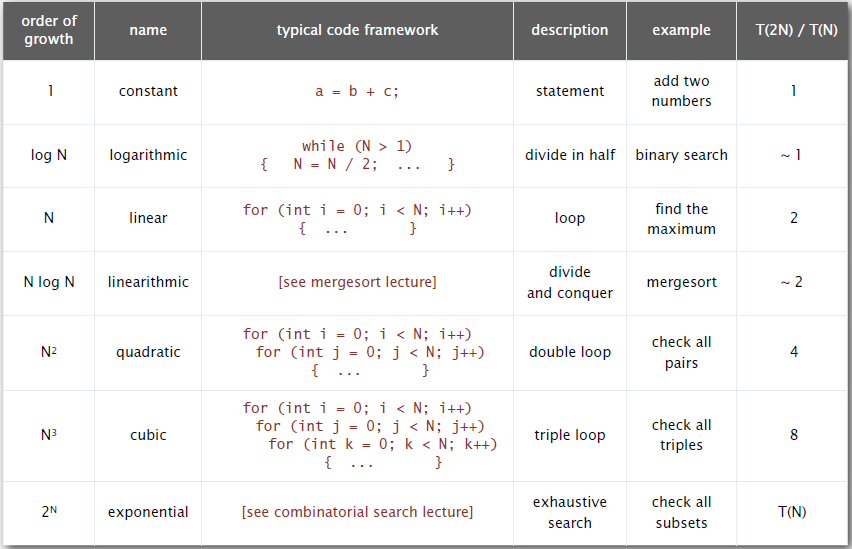 order of growth name typical code framework description example T(2N) / T(N)
1 constant a = b + c; statement add two numbers 1
log N logarithmic while (N > 1)
{ N = N / 2; ... } divide in half binary search ~ 1
N linear for (int i = 0; i < N; i++)
{ ... } loop find the maximum 2
N log N linearithmic [see mergesort lecture] divide and conquer mergesort ~ 2
N² quadratic for (int i = 0; i < N; i++)
for (int j = 0; j < N; j++)
{ ... } double loop check all pairs 4
N³ cubic for (int i = 0; i < N; i++)
for (int j = 0; j < N; j++)
for (int k = 0; k < N; k++)
{ ... } triple loop check all triples 8
2ᴺ exponential [see combinatorial search lecture] exhaustive search check all subsets T(N)